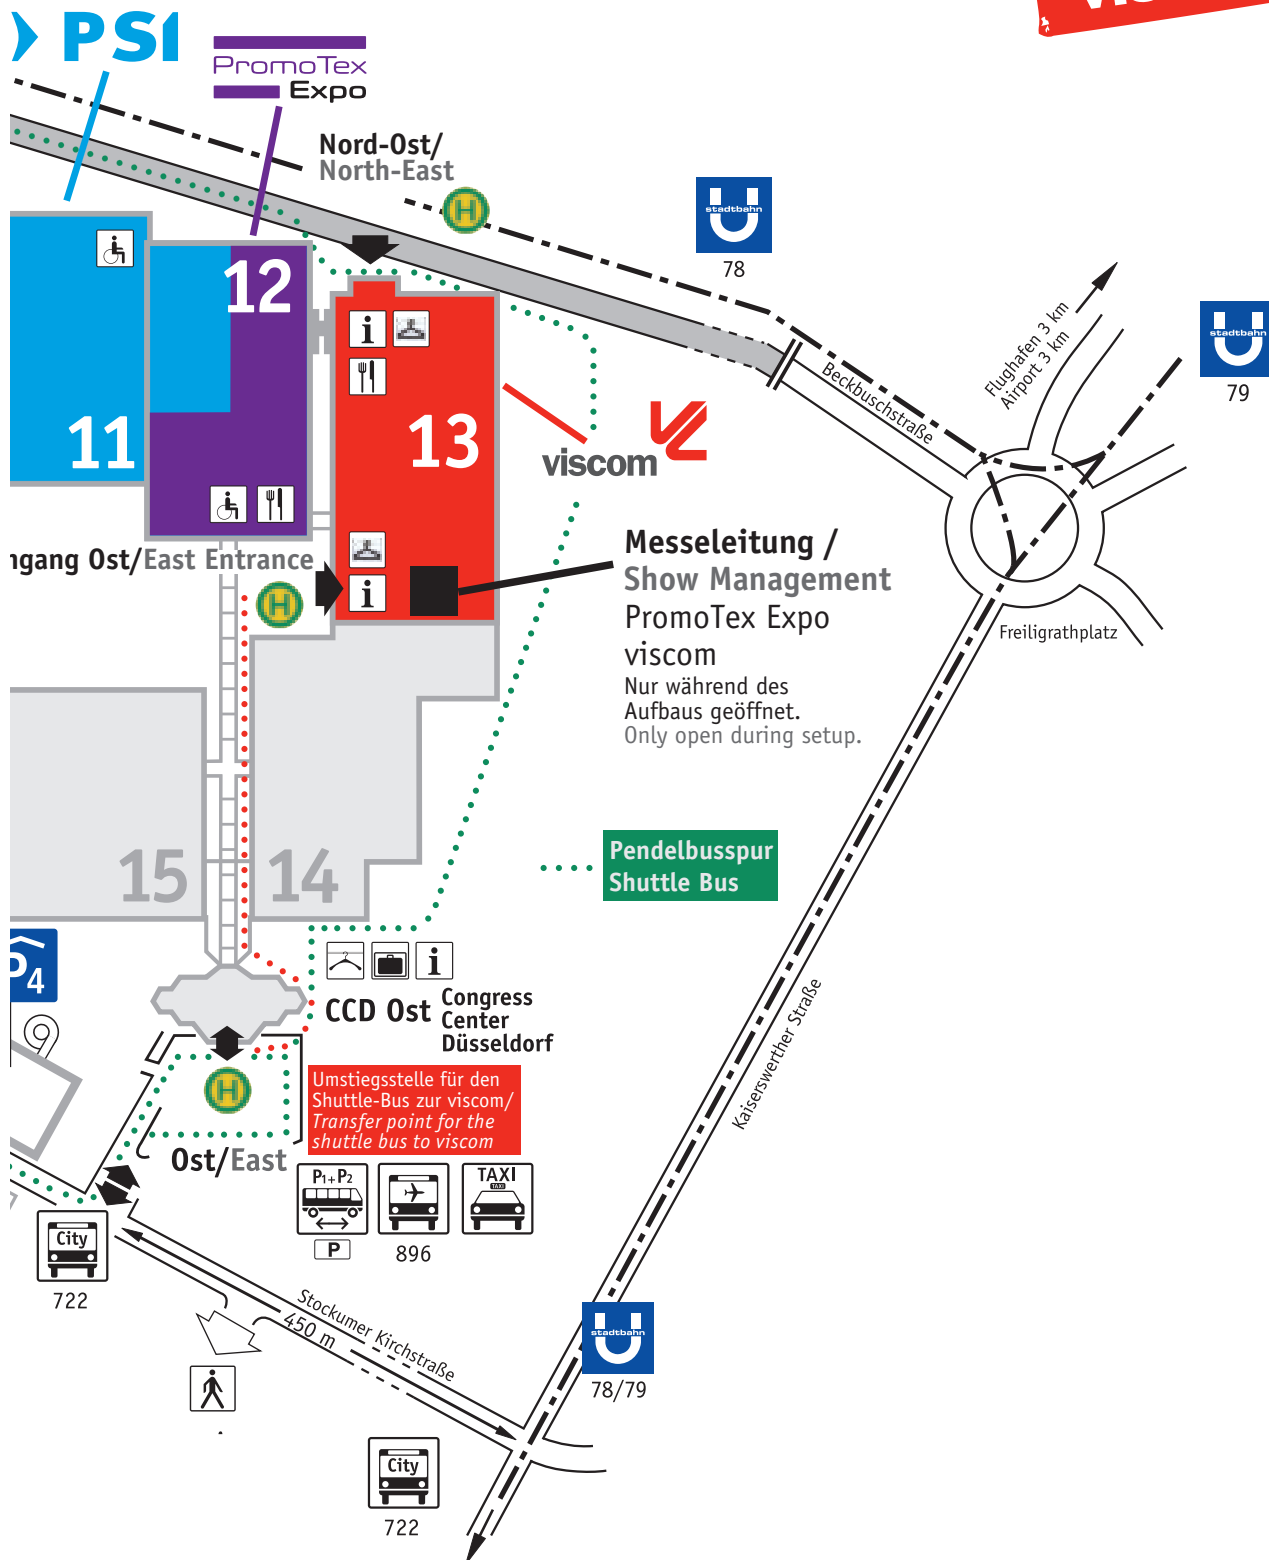 PSI
PromoTex
Expo
Nord-Ost/
North-East
H
stadtbahn
78
12
Flughafen 3 km
Airport 3 km
stadtbahn
79
i
Beckbuschstraße
11
13
viscom
Messeleitung /
Show Management
PromoTex Expo
viscom
Nur während des
Aufbaus geöffnet.
Only open during setup.
ngang Ost/East Entrance
H
i
Freiligrathplatz
15
14
Pendelbusspur
Shuttle Bus
P4
i
CCD Ost
Congress
Center
Düsseldorf
Kaiserswerther Straße
H
Umstiegsstelle für den
Shuttle-Bus zur viscom/
Transfer point for the
shuttle bus to viscom
Ost/East
P1+P2
P
896
TAXI
TAXI
City
722
Stockumer Kirchstraße
450 m
stadtbahn
78/79
City
722